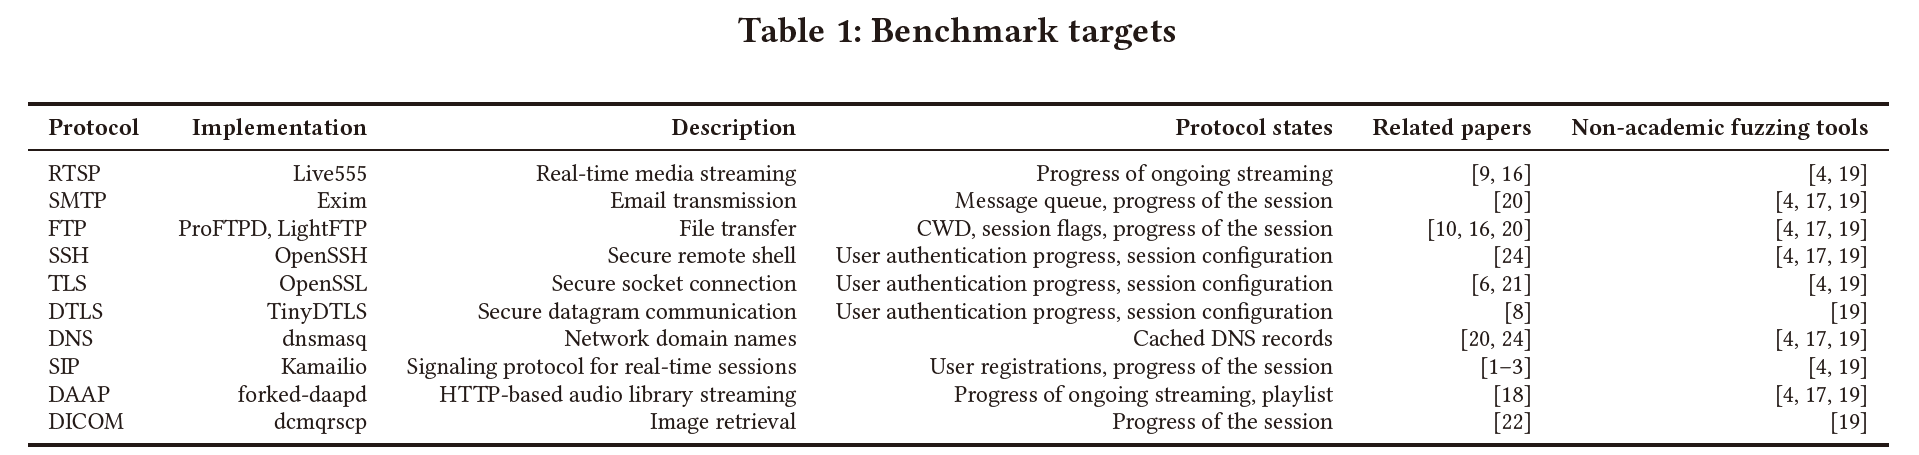 Table 1: Benchmark targets
Protocol Implementation Description Protocol states Related papers Non-academic fuzzing tools
RTSP Live555 Real-time media streaming Progress of ongoing streaming [9, 16] [4, 19]
SMTP Exim Email transmission Message queue, progress of the session [20] [4, 17, 19]
FTP ProFTPD, LightFTP File transfer CWD, session flags, progress of the session [10, 16, 20] [4, 17, 19]
SSH OpenSSH Secure remote shell User authentication progress, session configuration [24] [4, 17, 19]
TLS OpenSSL Secure socket connection User authentication progress, session configuration [6, 21] [4, 19]
DTLS TinyDTLS Secure datagram communication User authentication progress, session configuration [8] [19]
DNS dnsmasq Network domain names Cached DNS records [20, 24] [4, 17, 19]
SIP Kamailio Signaling protocol for real-time sessions User registrations, progress of the session [1–3] [4, 19]
DAAP forked-daapd HTTP-based audio library streaming Progress of ongoing streaming, playlist [18] [4, 17, 19]
DICOM dcmqrscp Image retrieval Progress of the session [22] [19]